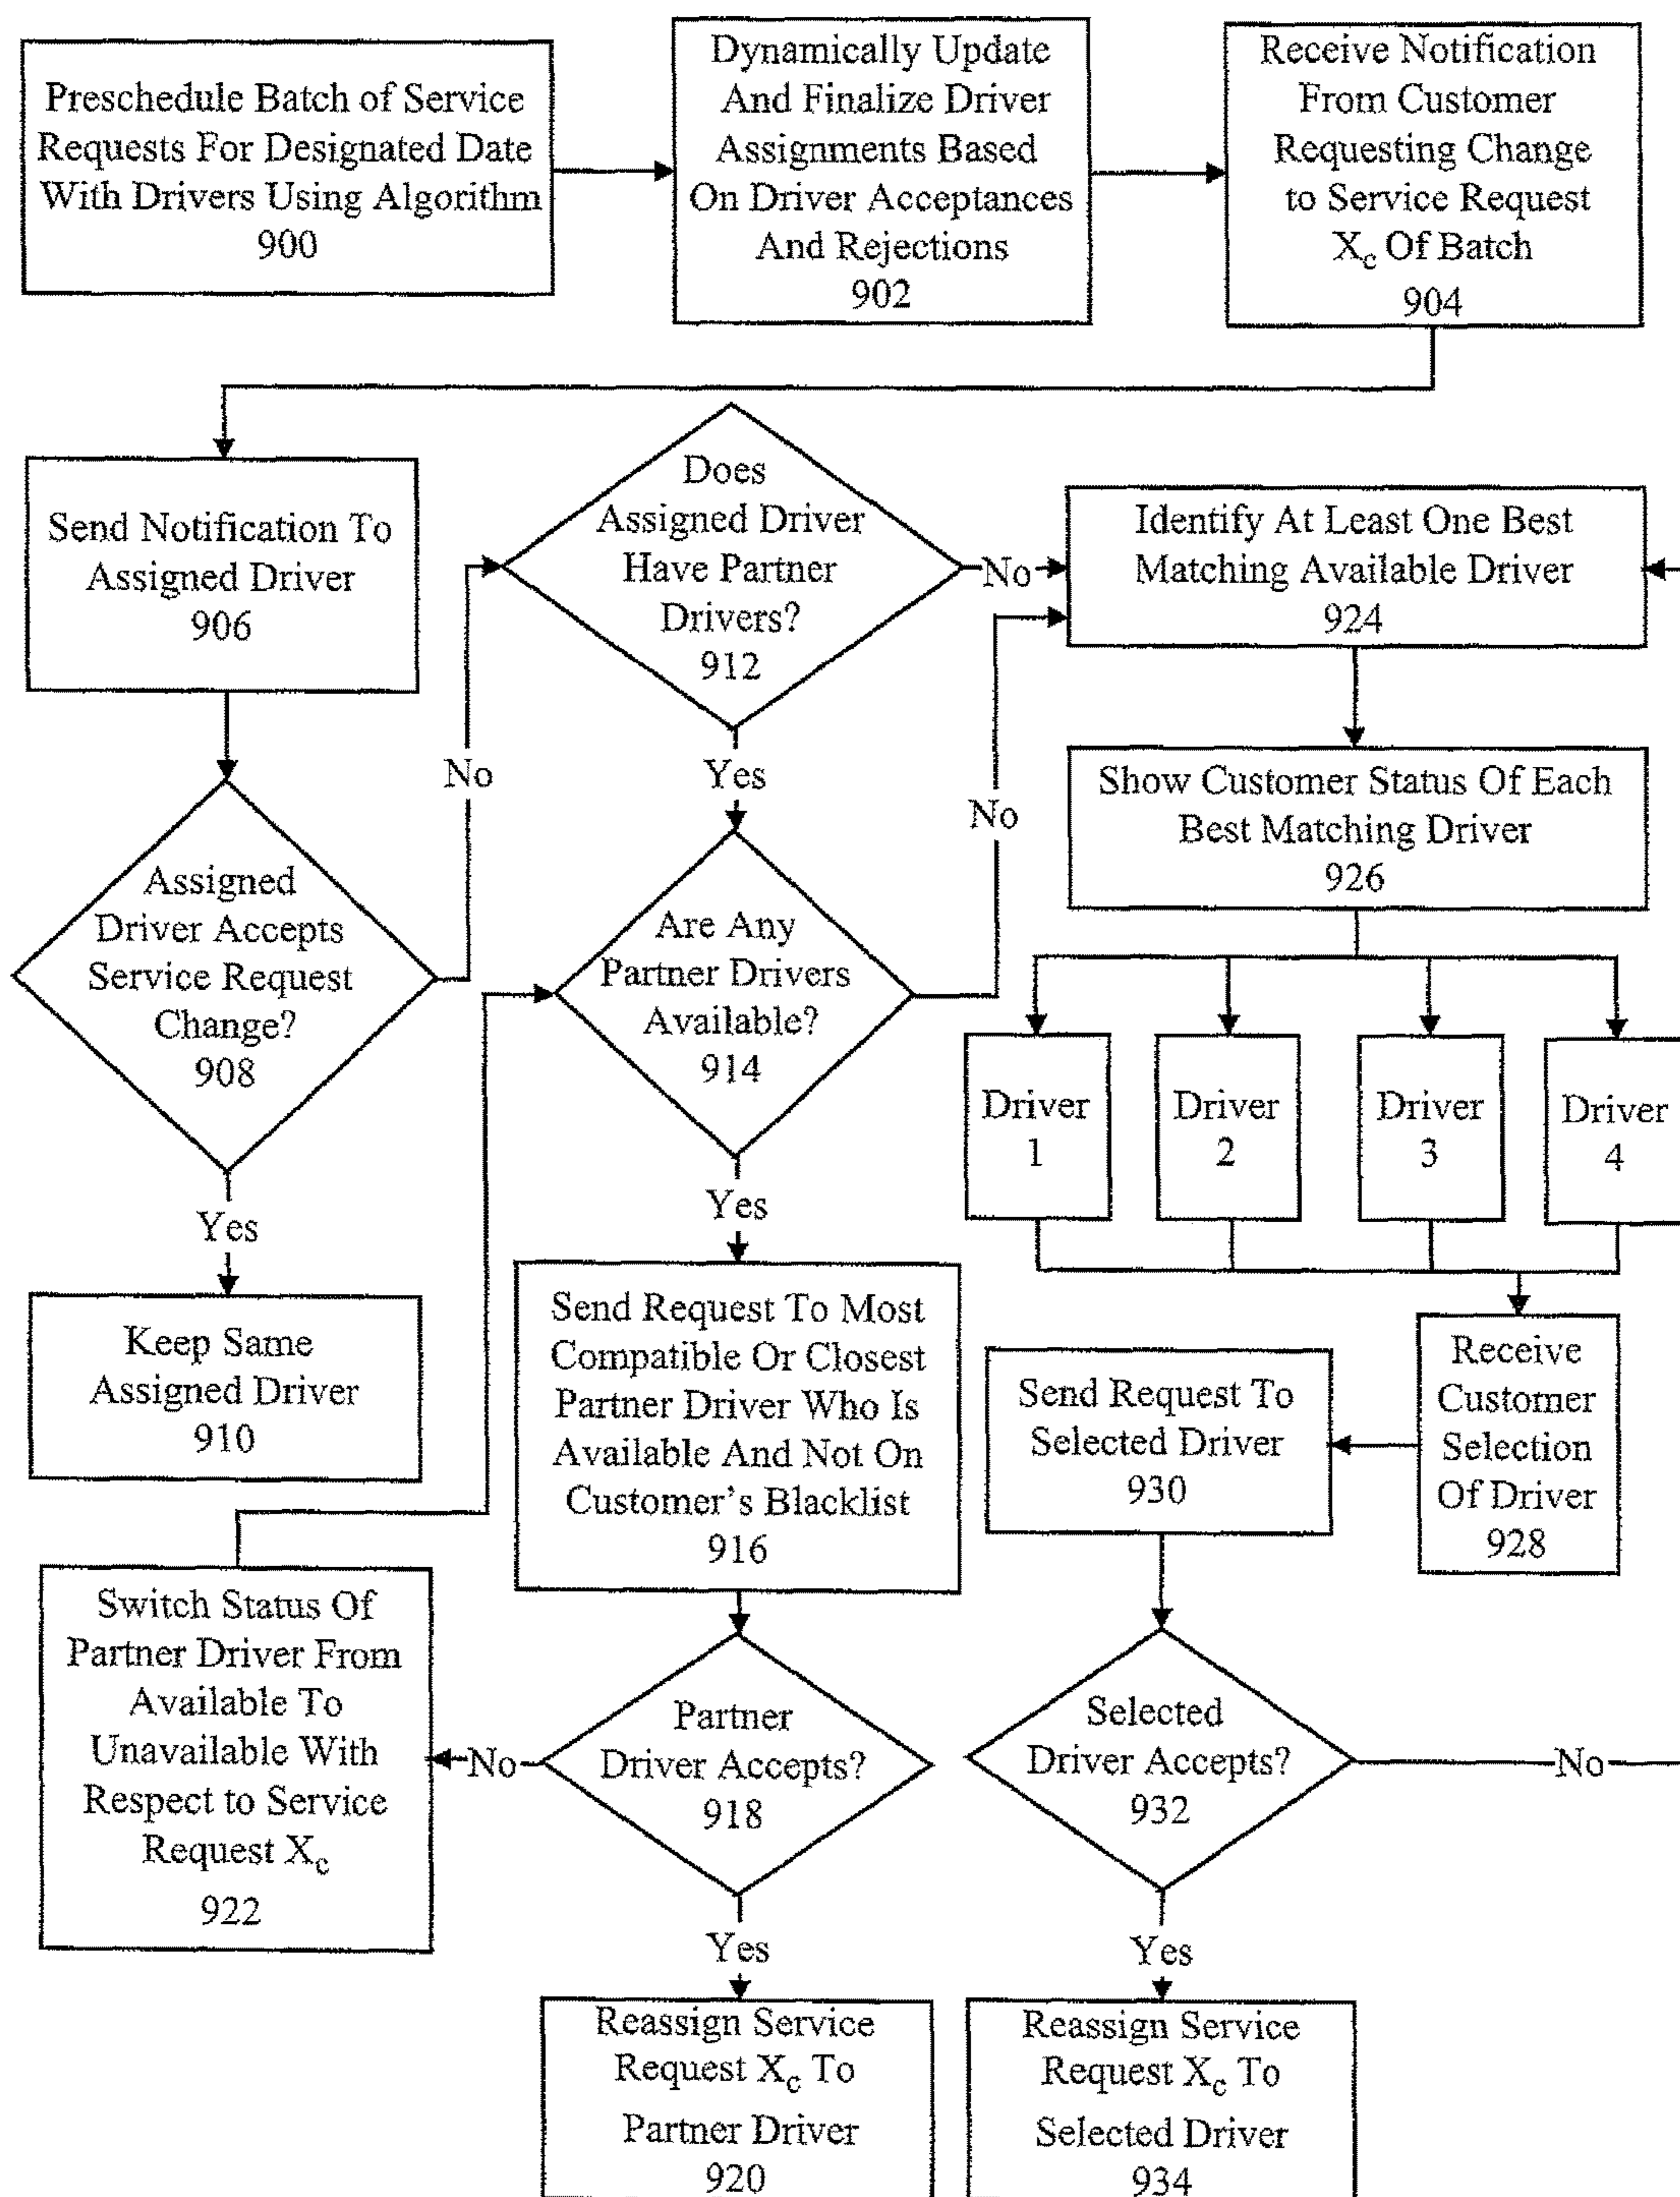 Preschedule Batch of Service
Requests For Designated Date
With Drivers Using Algorithm
900
Dynamically Update
And Finalize Driver
Assignments Based
On Driver Acceptances
And Rejections
902
Receive Notification
From Customer
Requesting Change
to Service Request
Xc Of Batch
904
Send Notification To
Assigned Driver
906
Does
Assigned Driver
Have Partner
Drivers?
912
No
Identify At Least One Best
Matching Available Driver
924
No
Yes
No
Show Customer Status Of Each
Best Matching Driver
926
Assigned
Driver Accepts
Service Request
Change?
908
Are Any
Partner Drivers
Available?
914
Driver
1
Driver
2
Driver
3
Driver
4
Yes
Yes
Keep Same
Assigned Driver
910
Send Request To Most
Compatible Or Closest
Partner Driver Who Is
Available And Not On
Customer's Blacklist
916
Send Request To
Selected Driver
930
Receive
Customer
Selection
Of Driver
928
Switch Status Of
Partner Driver From
Available To
Unavailable With
Respect to Service
Request Xc
922
No
Partner
Driver Accepts?
918
Selected
Driver Accepts?
932
No
Yes
Yes
Reassign Service
Request Xc To
Partner Driver
920
Reassign Service
Request Xc To
Selected Driver
934